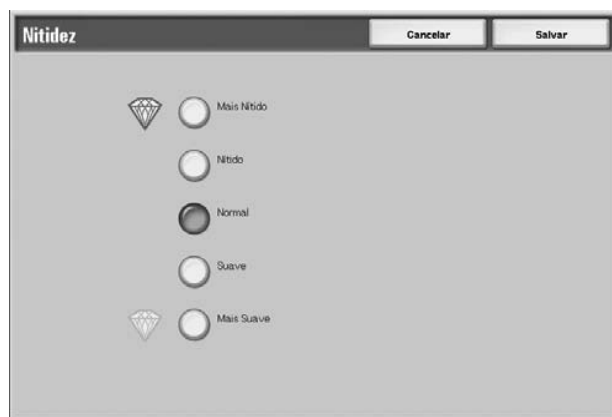 Nitidez
Cancelar
Salvar
Mais Nítido
Nítido
Normal
Suave
Mais Suave